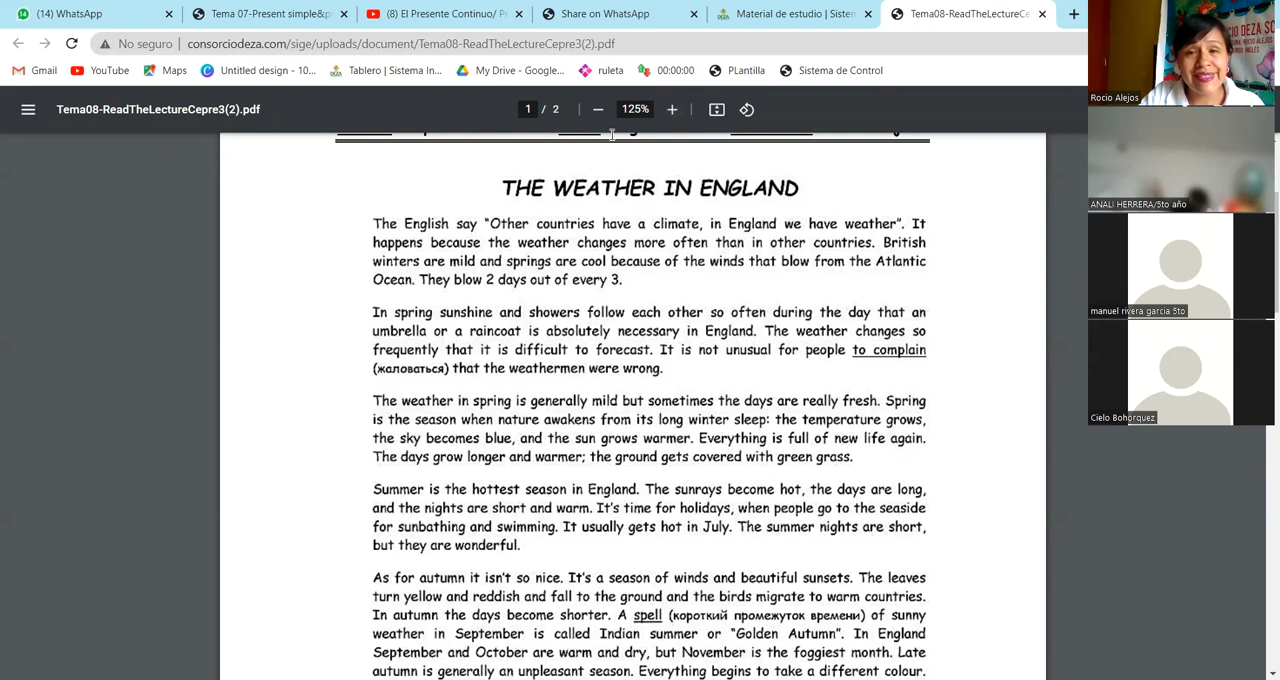 (14) WhatsApp
Tema 07-Present simple&p
(8) El Presente Continuo/ P
Share on WhatsApp
Material de estudio | Sisten
Tema08-ReadTheLectureCe
No seguro
consorciodeza.com/sige/uploads/document/Tema08-ReadTheLectureCepre3(2).pdf
Gmail
YouTube
Maps
Untitled design - 10...
Tablero | Sistema In...
My Drive - Google...
ruleta
00:00:00
PLantilla
Sistema de Control
Tema08-ReadTheLectureCepre3(2).pdf
1 / 2
125%
THE WEATHER IN ENGLAND
The English say “Other countries have a climate, in England we have weather”. It
happens because the weather changes more often than in other countries. British
winters are mild and springs are cool because of the winds that blow from the Atlantic
Ocean. They blow 2 days out of every 3.
In spring sunshine and showers follow each other so often during the day that an
umbrella or a raincoat is absolutely necessary in England. The weather changes so
frequently that it is difficult to forecast. It is not unusual for people to complain
(жаловаться) that the weathermen were wrong.
The weather in spring is generally mild but sometimes the days are really fresh. Spring
is the season when nature awakens from its long winter sleep: the temperature grows,
the sky becomes blue, and the sun grows warmer. Everything is full of new life again.
The days grow longer and warmer; the ground gets covered with green grass.
Summer is the hottest season in England. The sunrays become hot, the days are long,
and the nights are short and warm. It’s time for holidays, when people go to the seaside
for sunbathing and swimming. It usually gets hot in July. The summer nights are short,
but they are wonderful.
As for autumn it isn’t so nice. It’s a season of winds and beautiful sunsets. The leaves
turn yellow and reddish and fall to the ground and the birds migrate to warm countries.
In autumn the days become shorter. A spell (короткий промежуток времени) of sunny
weather in September is called Indian summer or “Golden Autumn”. In England
September and October are warm and dry, but November is the foggiest month. Late
autumn is generally an unpleasant season. Everything begins to take a different colour.
Rocio Alejos
ANALI HERRERA/5to año
manuel rivera garcia 5to
Cielo Bohorquez